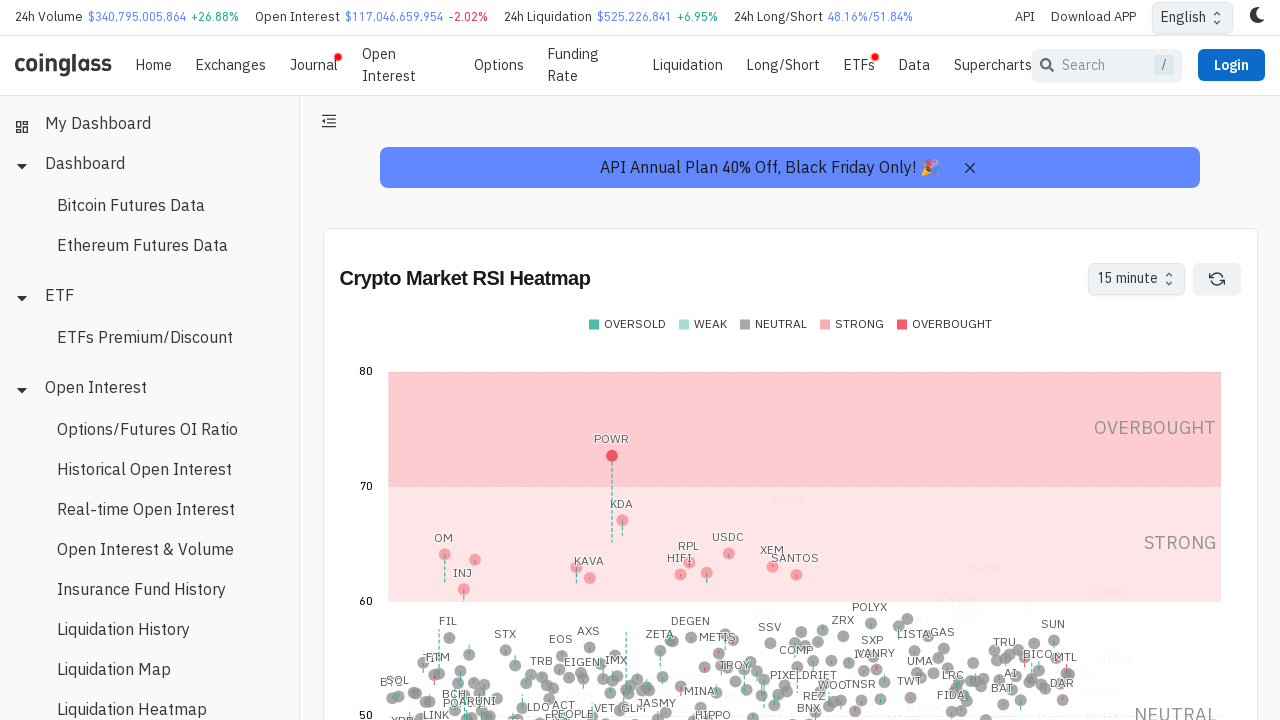 24h Volume $340,795,005,864 +26.88% Open Interest $117,046,659,954 -2.02% 24h Liquidation $525,226,841 +6.95% 24h Long/Short 48.16%/51.84% API Download APP English
coinglass Home Exchanges Journal Open Interest Options Funding Rate Liquidation Long/Short ETFs Data Supercharts Search / Login
My Dashboard
Dashboard
Bitcoin Futures Data
Ethereum Futures Data
ETF
ETFs Premium/Discount
Open Interest
Options/Futures OI Ratio
Historical Open Interest
Real-time Open Interest
Open Interest & Volume
Insurance Fund History
Liquidation History
Liquidation Map
Liquidation Heatmap
API Annual Plan 40% Off, Black Friday Only! 🎉
Crypto Market RSI Heatmap
15 minute
OVERSOLD WEAK NEUTRAL STRONG OVERBOUGHT
80
OVERBOUGHT
POWR
70
KDA
OM
USDC
STRONG
RPL
XEM
HIFI
SANTOS
KAVA
INJ
60
POLYX
FIL
DEGEN
ZRX
SUN
SSV
STX
AXS
ZETA
LISTA
GAS
EOS
METIS
SXP
TRU
COMP
VANRY
BICO
MTL
FTM
TRB
EIGEN
IMX
TROY
UMA
PIXEL
DRIFT
LRC
AI
TWT
TNSR
WOO
BAT
DAR
BCH
MINA
REZ
FIDA
UNI
JASMY
LDO
ACT
VET
BNX
LINK
PEOPLE
HIPPO
50
NEUTRAL